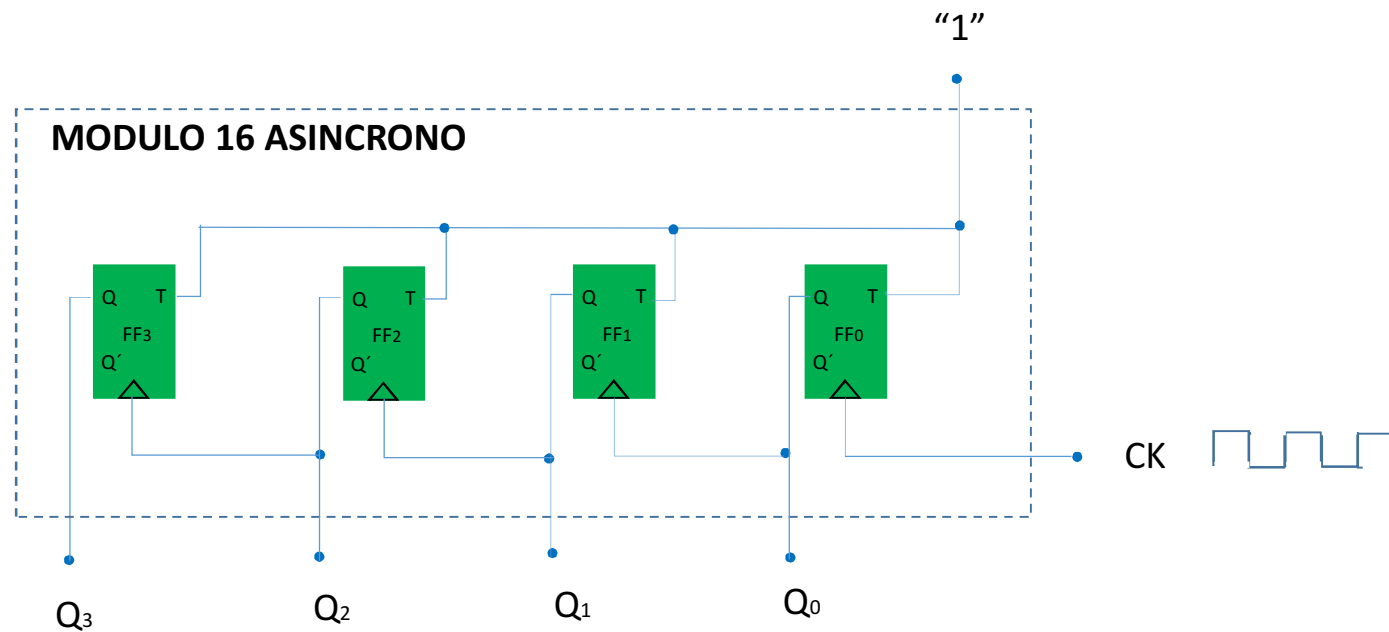 “1”
MODULO 16 ASINCRONO
Q T
FF3
Q´
Q T
FF2
Q´
Q T
FF1
Q´
Q T
FF0
Q´
CK
Q3
Q2
Q1
Q0